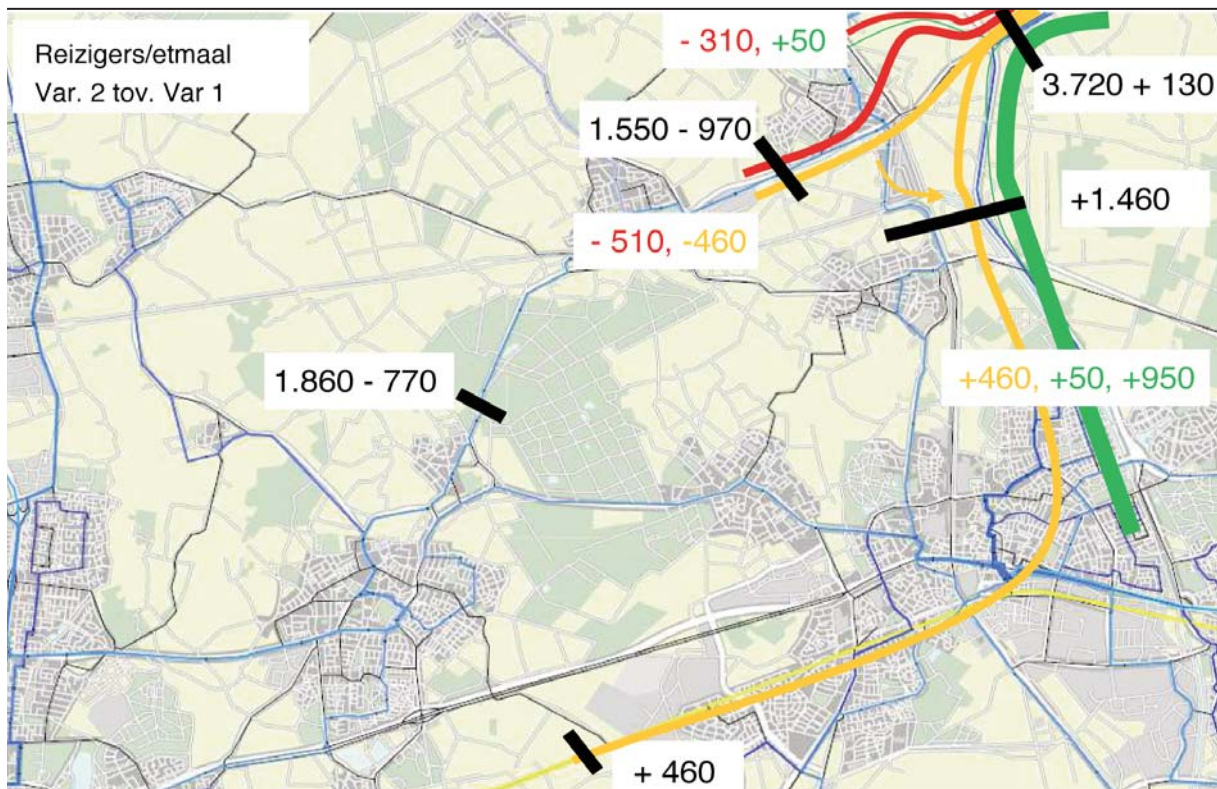 Reizigers/etmaal
Var. 2 tov. Var 1
- 310, +50
3.720 + 130
1.550 - 970
+1.460
- 510, -460
1.860 - 770
+460, +50, +950
+ 460